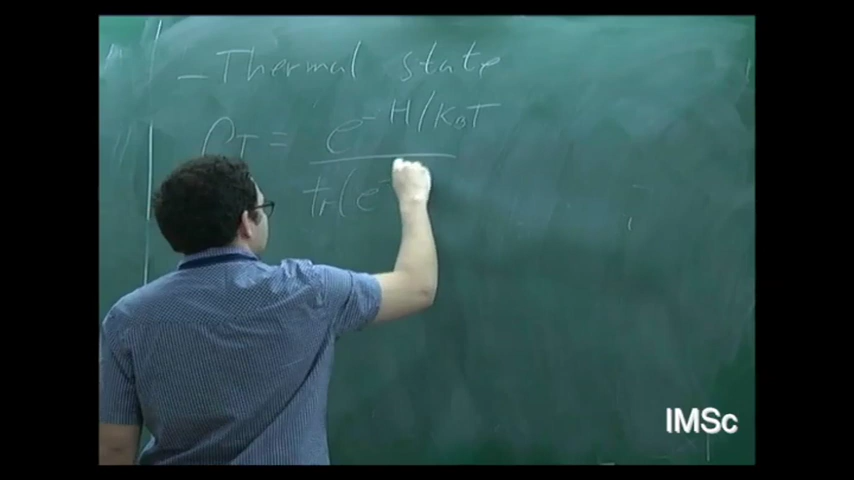 - Thermal state
ρT = e^-H/KBT
tr(e^-
IMSc